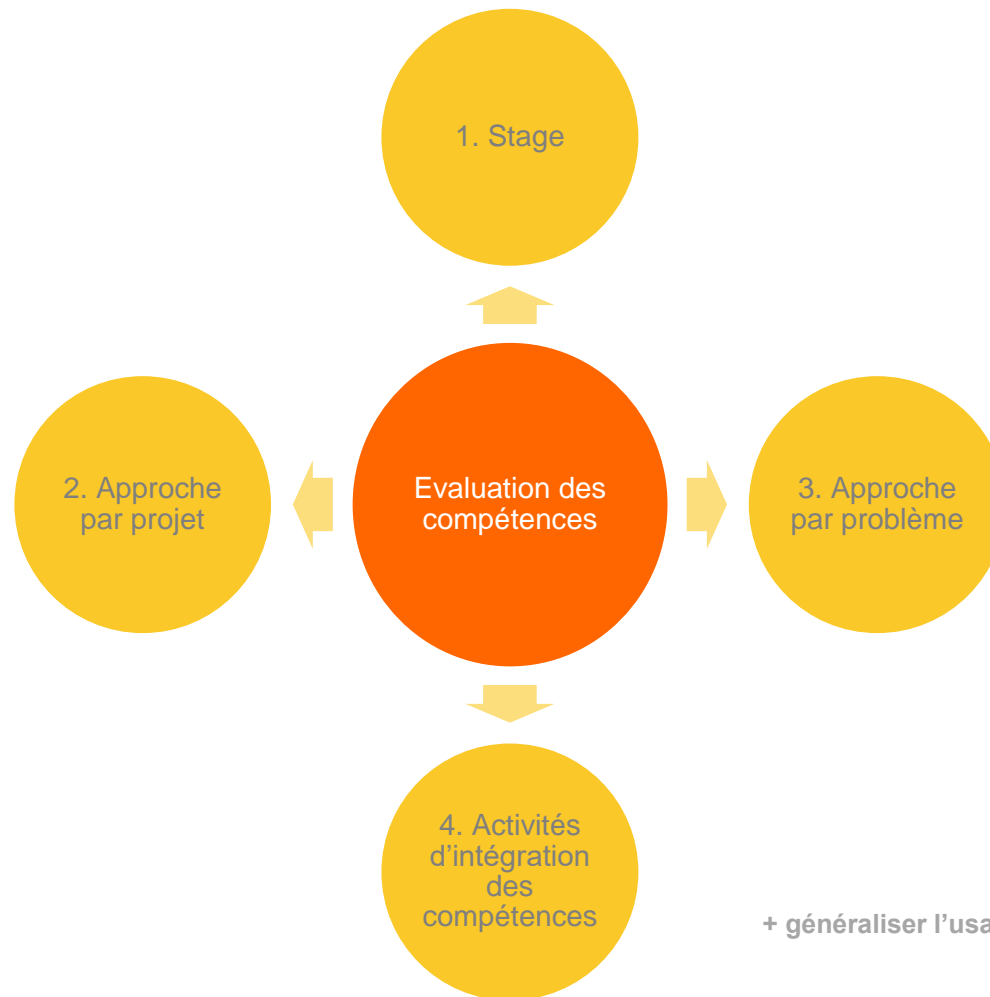 1. Stage
2. Approche
par projet
Evaluation des
compétences
3. Approche
par problème
4. Activités
d’intégration
des
compétences
+ généraliser l’usa